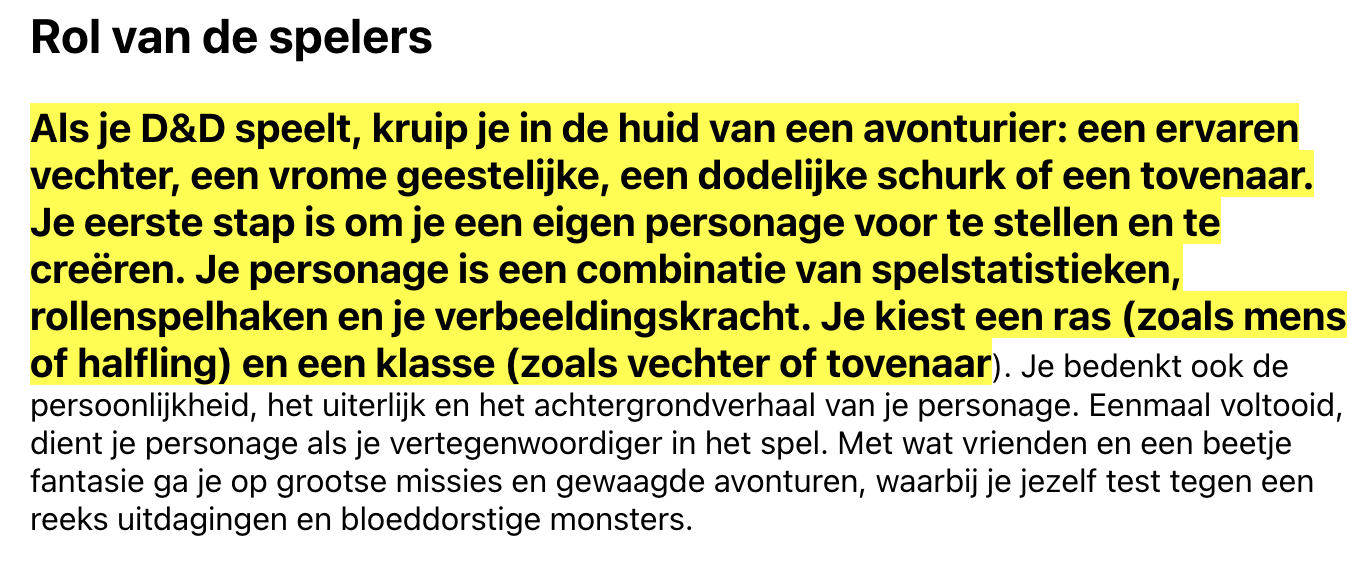 Rol van de spelers
Als je D&D speelt, kruip je in de huid van een avonturier: een ervaren
vechter, een vrome geestelijke, een dodelijke schurk of een tovenaar.
Je eerste stap is om je een eigen personage voor te stellen en te
creëren. Je personage is een combinatie van spelstatistieken,
rollenspelhaken en je verbeeldingskracht. Je kiest een ras (zoals mens
of halfling) en een klasse (zoals vechter of tovenaar). Je bedenkt ook de
persoonlijkheid, het uiterlijk en het achtergrondverhaal van je personage. Eenmaal voltooid,
dient je personage als je vertegenwoordiger in het spel. Met wat vrienden en een beetje
fantasie ga je op grootse missies en gewaagde avonturen, waarbij je jezelf test tegen een
reeks uitdagingen en bloeddorstige monsters.